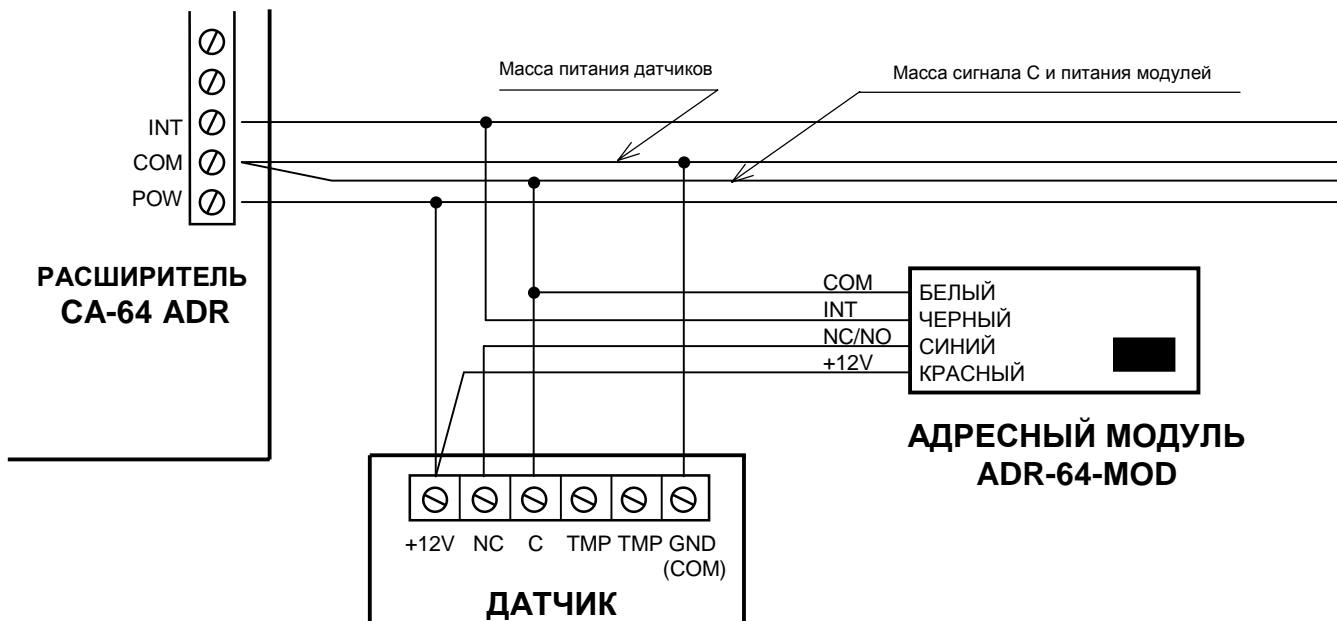 Масса питания датчиков
Масса сигнала С и питания модулей
INT
COM
POW
РАСШИРИТЕЛЬ
CA-64 ADR
COM
INT
NC/NO
+12V
БЕЛЫЙ
ЧЕРНЫЙ
СИНИЙ
КРАСНЫЙ
АДРЕСНЫЙ МОДУЛЬ
ADR-64-MOD
+12V NC C TMP TMP GND
(COM)
ДАТЧИК